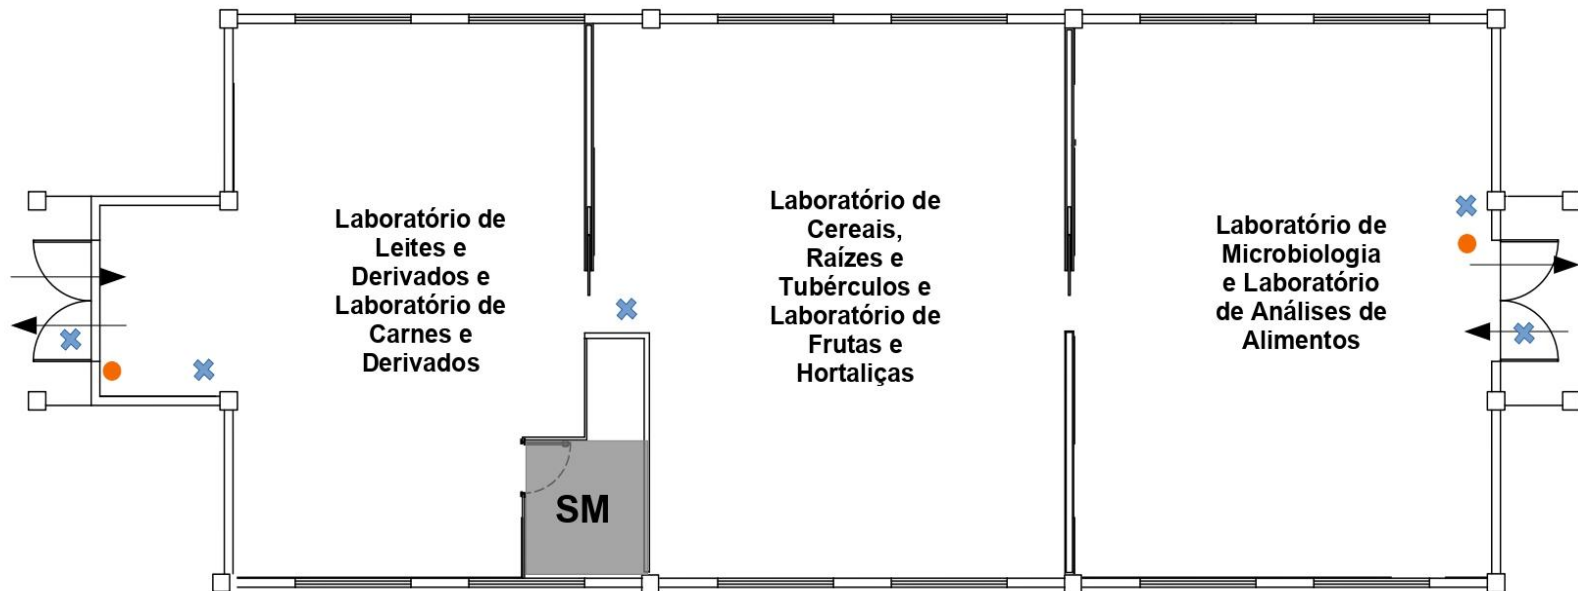 Laboratório de
Leites e
Derivados e
Laboratório de
Carnes e
Derivados
SM
Laboratório de
Cereais,
Raízes e
Tubérculos e
Laboratório de
Frutas e
Hortaliças
Laboratório de
Microbiologia
e Laboratório
de Análises de
Alimentos